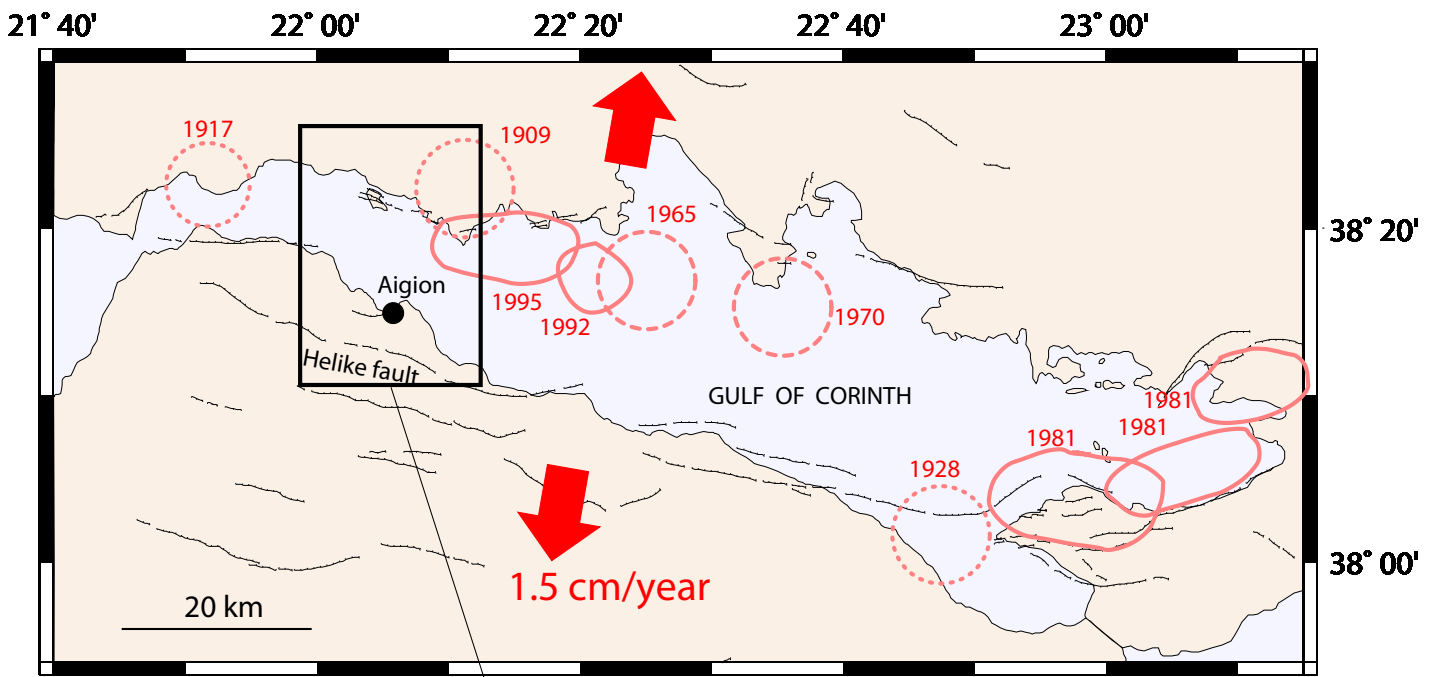 21° 40' 22° 00' 22° 20' 22° 40' 23° 00'
1917
1909
1965
38° 20'
Aigion
1995
1992
1970
Helike fault
GULF OF CORINTH
1981
1981
1981
1928
1.5 cm/year
38° 00'
20 km